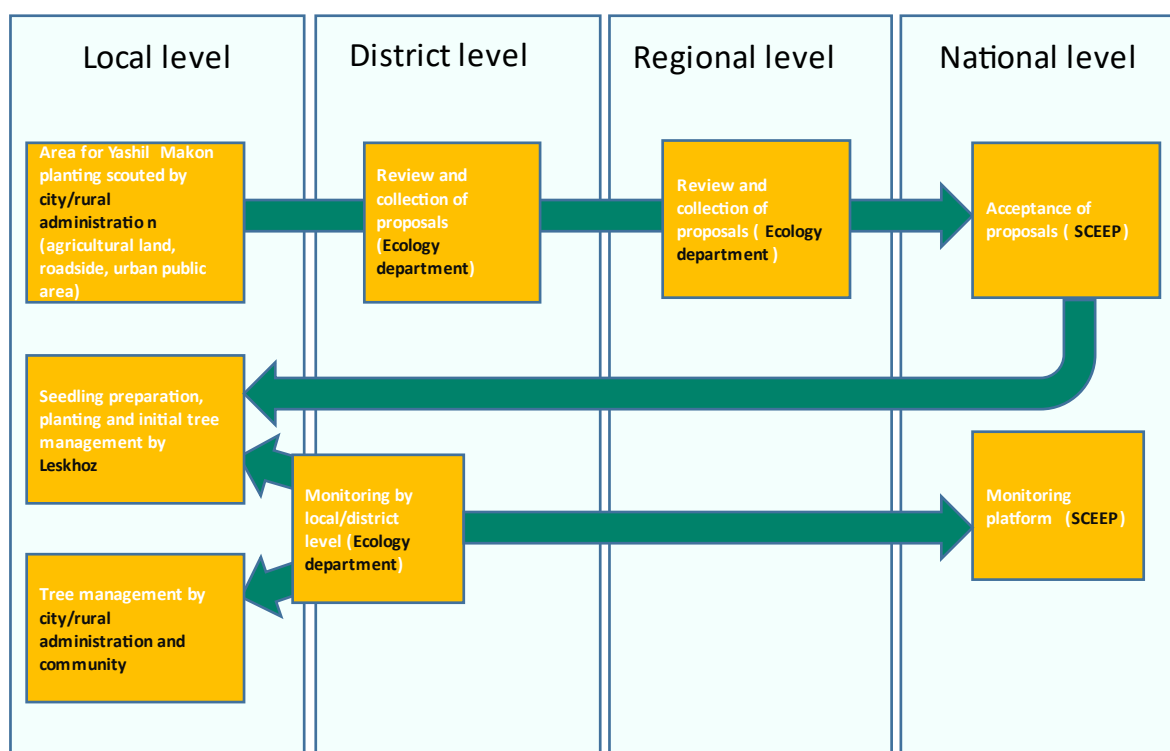 Local level
District level
Regional level
National level
Area for Yashil Makon
planting scouted by
city/rural
administratio n
(agricultural land,
roadside, urban public
area)
Review and
collection of
proposals
(Ecology
department)
Review and
collection of
proposals ( Ecology
department )
Acceptance of
proposals ( SCEEP)
Seedling preparation,
planting and initial tree
management by
Leskhoz
Monitoring by
local/district
level (Ecology
department)
Monitoring
platform (SCEEP)
Tree management by
city/rural
administration and
community